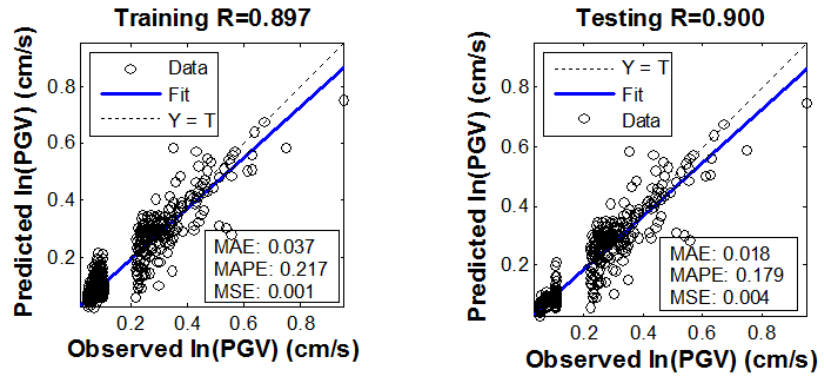 Training R=0.897
Predicted ln(PGV) (cm/s)
0.8
0.6
0.4
0.2
Data
Fit
Y = T
MAE: 0.037
MAPE: 0.217
MSE: 0.001
0.2 0.4 0.6 0.8
Observed ln(PGV) (cm/s)
Testing R=0.900
Predicted ln(PGV) (cm/s)
0.8
0.6
0.4
0.2
Y = T
Fit
Data
MAE: 0.018
MAPE: 0.179
MSE: 0.004
0.2 0.4 0.6 0.8
Observed ln(PGV) (cm/s)